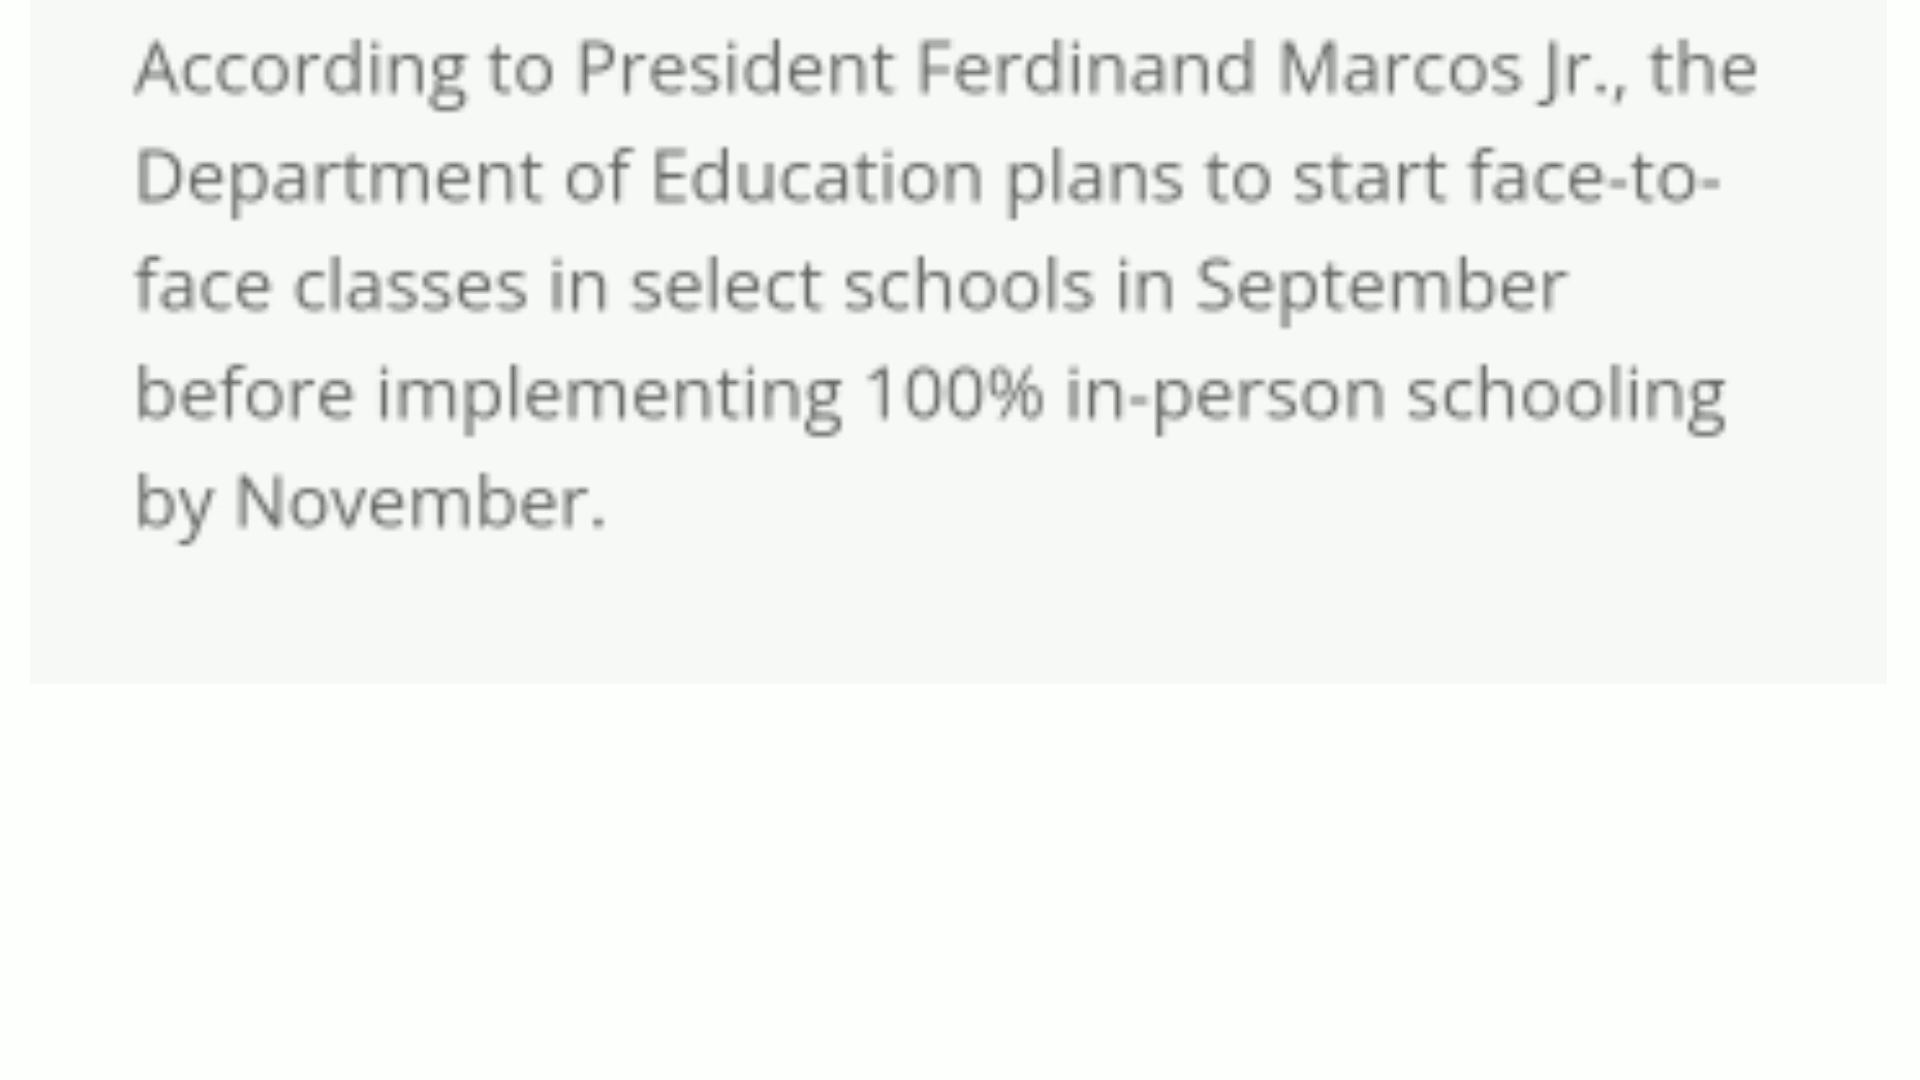 According to President Ferdinand Marcos Jr., the
Department of Education plans to start face-to-
face classes in select schools in September
before implementing 100% in-person schooling
by November.